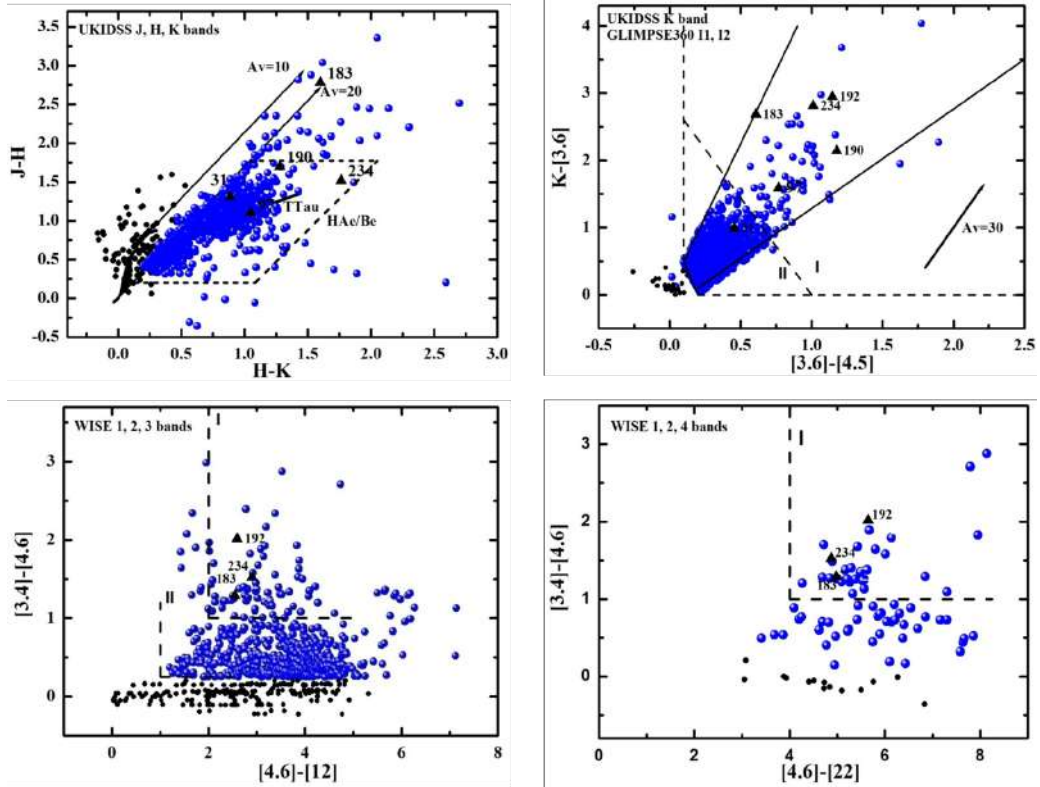 UKIDSS J, H, K bands
Av=10
183
Av=20
190
234
31
TTau
HAe/Be
3.5
3.0
2.5
2.0
1.5
1.0
0.5
0.0
-0.5
J-H
0.0 0.5 1.0 1.5 2.0 2.5 3.0
H-K
UKIDSS K band
GLIMPSE360 I1, I2
183
234
192
190
II
I
Av=30
4
3
2
1
0
K-[3.6]
-0.5 0.0 0.5 1.0 1.5 2.0 2.5
[3.6]-[4.5]
WISE 1, 2, 3 bands
I
192
234
183
II
3
2
1
0
[3.4]-[4.6]
0 2 4 6 8
[4.6]-[12]
WISE 1, 2, 4 bands
I
192
234
183
3
2
1
0
[3.4]-[4.6]
0 2 4 6 8
[4.6]-[22]